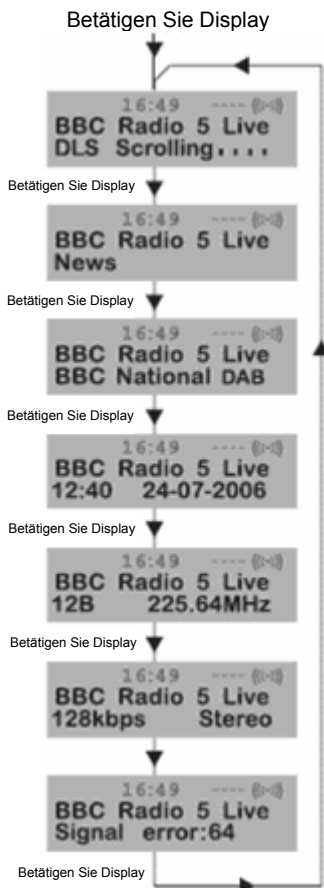 Betätigen Sie Display
16:49 ----
BBC Radio 5 Live
DLS Scrolling....
Betätigen Sie Display
16:49 ----
BBC Radio 5 Live
News
Betätigen Sie Display
16:49 ----
BBC Radio 5 Live
BBC National DAB
Betätigen Sie Display
16:49 ----
BBC Radio 5 Live
12:40 24-07-2006
Betätigen Sie Display
16:49 ----
BBC Radio 5 Live
12B 225.64MHz
Betätigen Sie Display
16:49 ----
BBC Radio 5 Live
128kbps Stereo
16:49 ----
BBC Radio 5 Live
Signal error:64
Betätigen Sie Display